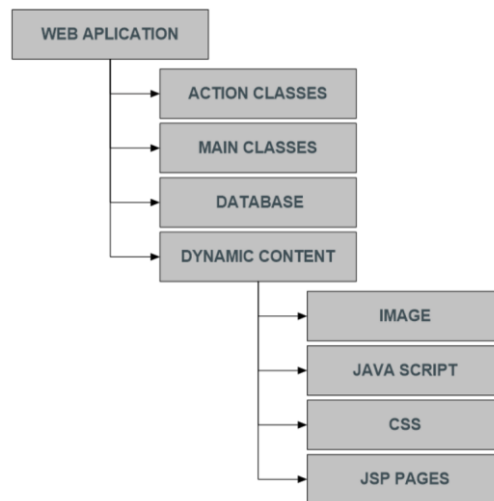 WEB APLICATION
ACTION CLASSES
MAIN CLASSES
DATABASE
DYNAMIC CONTENT
IMAGE
JAVA SCRIPT
CSS
JSP PAGES